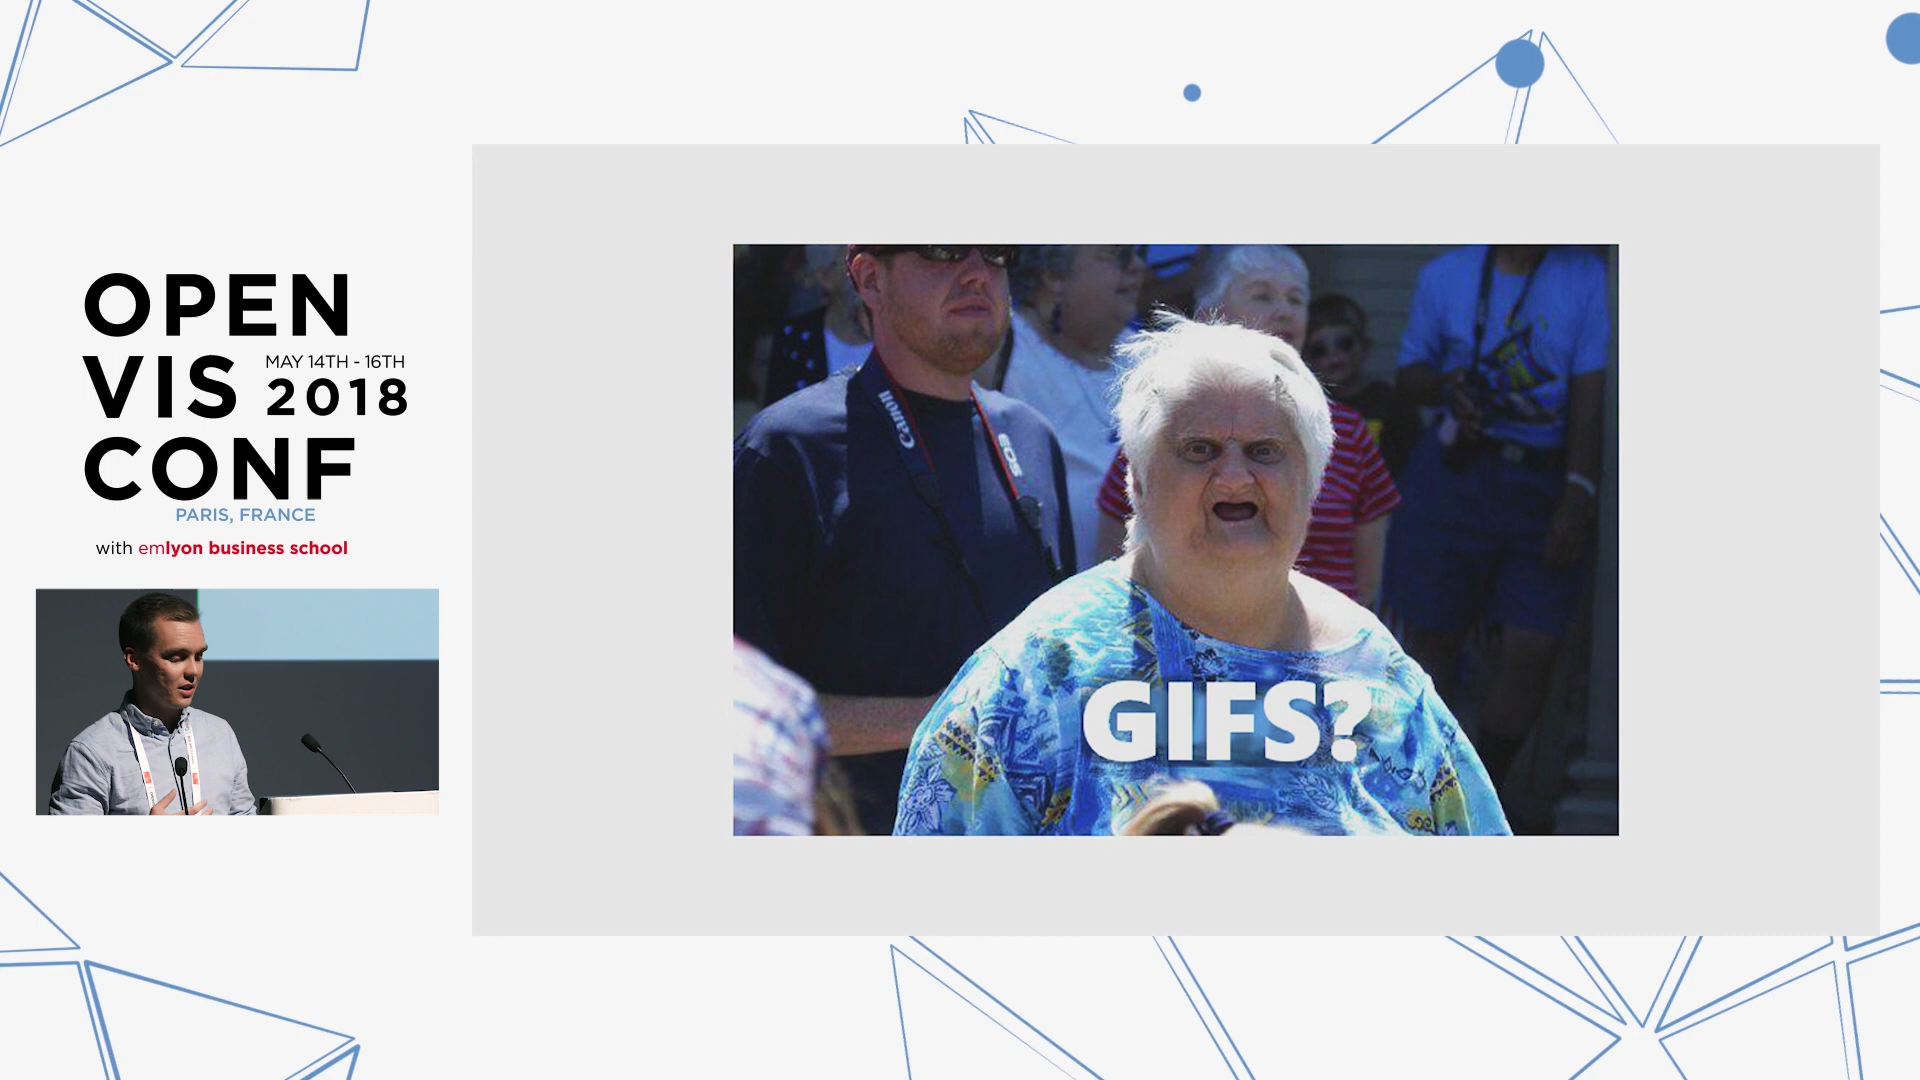 OPEN
VIS
MAY 14TH - 16TH
2018
CONF
PARIS, FRANCE
with emlyon business school
Canon
EOS
GIFS?